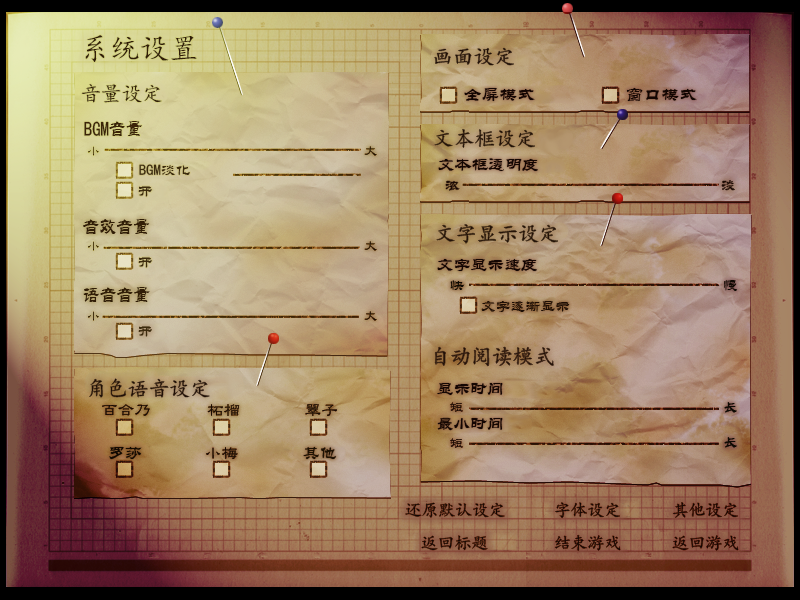 系统设置
音量设定
BGM音量
小 大
BGM淡化
开
音效音量
小 大
开
语音音量
小 大
开
角色语音设定
百合乃 柘榴 翠子
罗莎 小梅 其他
画面设定
全屏模式 窗口模式
文本框设定
文本框透明度
浓 淡
文字显示设定
文字显示速度
快 慢
文字逐渐显示
自动阅读模式
显示时间
短 长
最小时间
短 长
还原默认设定 字体设定 其他设定
返回标题 结束游戏 返回游戏